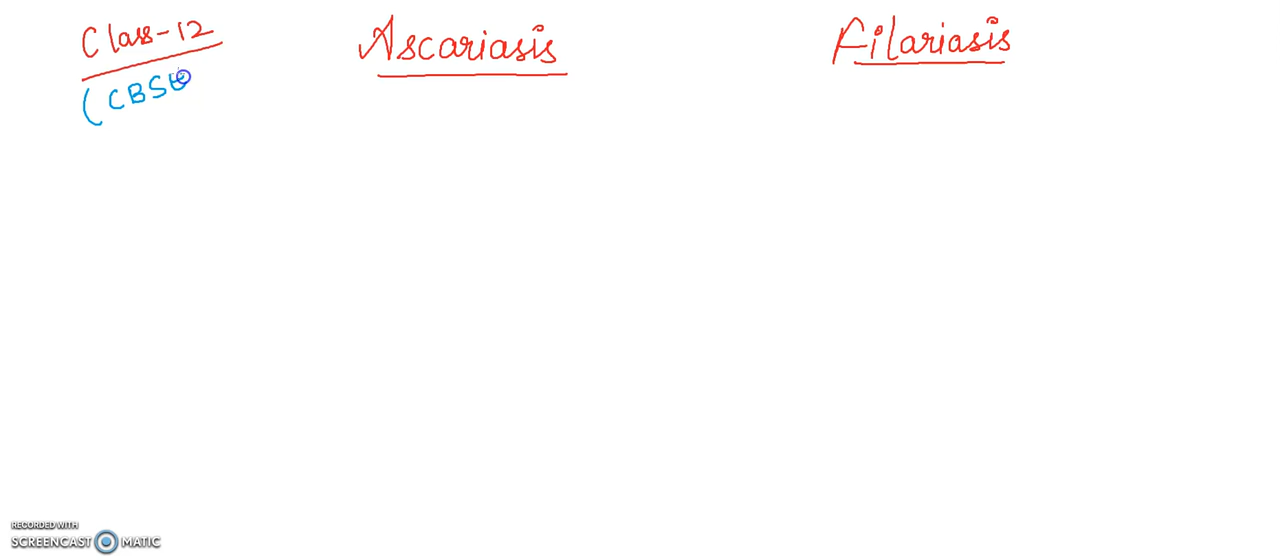 Class-12 Ascariasis Filariasis
(CBSE
RECORDED WITH
SCREENCAST MATIC